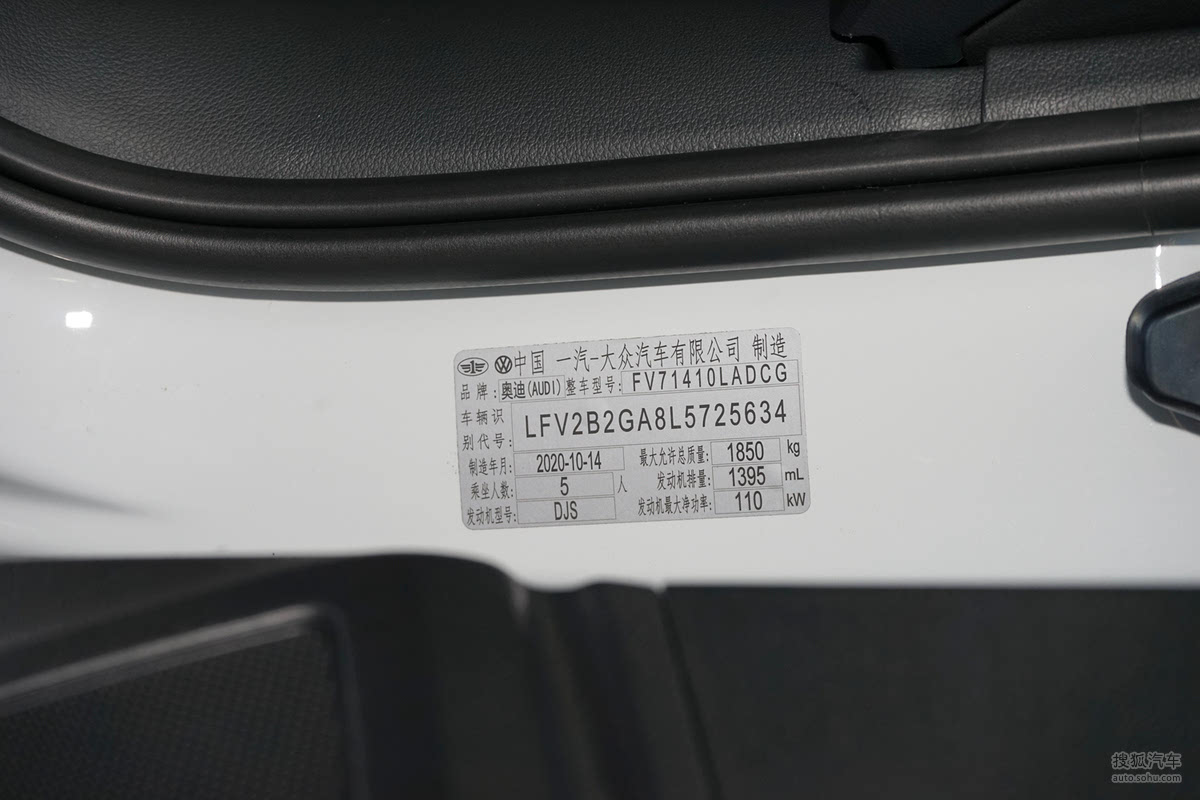 中国 一汽-大众汽车有限公司 制造
品牌: 奥迪(AUDI) 整车型号: FV71410LADCG
车辆识别代号: LFV2B2GA8L5725634
制造年月: 2020-10-14 最大允许总质量: 1850 kg
乘坐人数: 5 人 发动机排量: 1395 mL
发动机型号: DJS 发动机最大净功率: 110 kW
搜狐汽车
auto.sohu.com